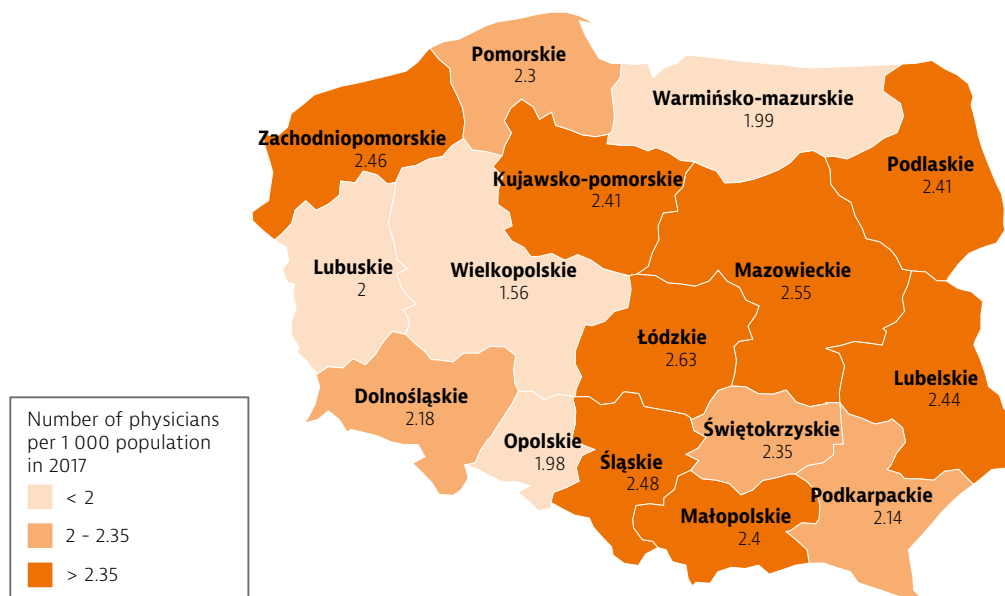 Pomorskie
2.3
Warmińsko-mazurskie
1.99
Zachodniopomorskie
2.46
Podlaskie
2.41
Kujawsko-pomorskie
2.41
Lubuskie
2
Wielkopolskie
1.56
Mazowieckie
2.55
Łódzkie
2.63
Lubelskie
2.44
Dolnośląskie
2.18
Opolskie
1.98
Świętokrzyskie
2.35
Śląskie
2.48
Podkarpackie
2.14
Małopolskie
2.4
Number of physicians
per 1 000 population
in 2017
< 2
2 - 2.35
> 2.35